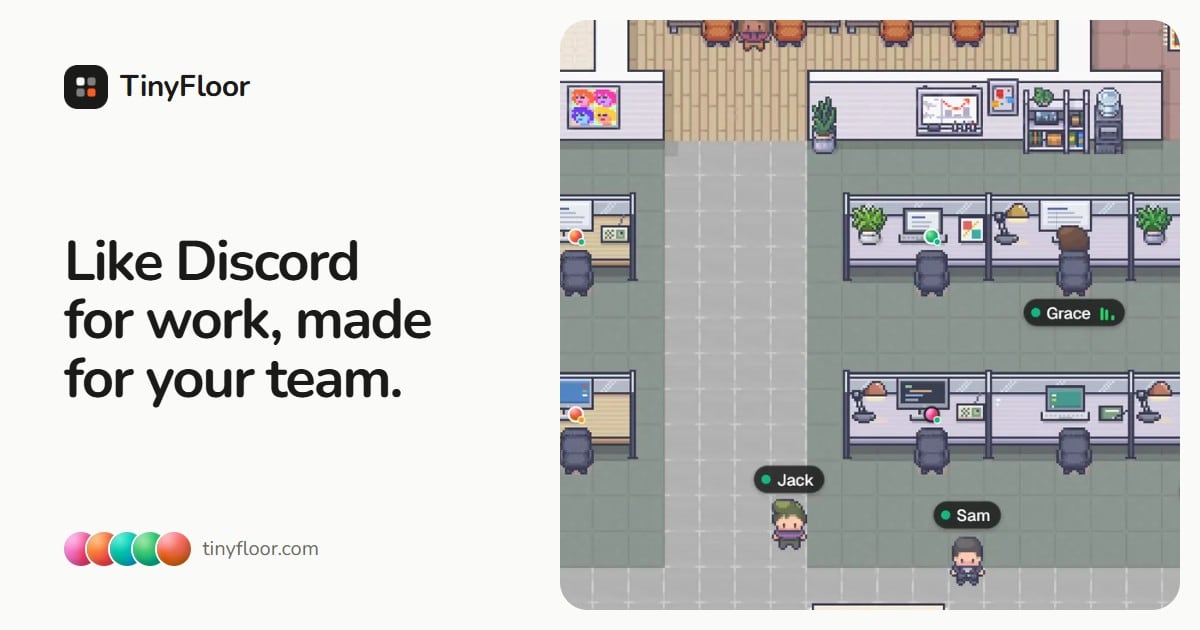 TinyFloor
Like Discord
for work, made
for your team.
tinyfloor.com
Grace
Jack
Sam